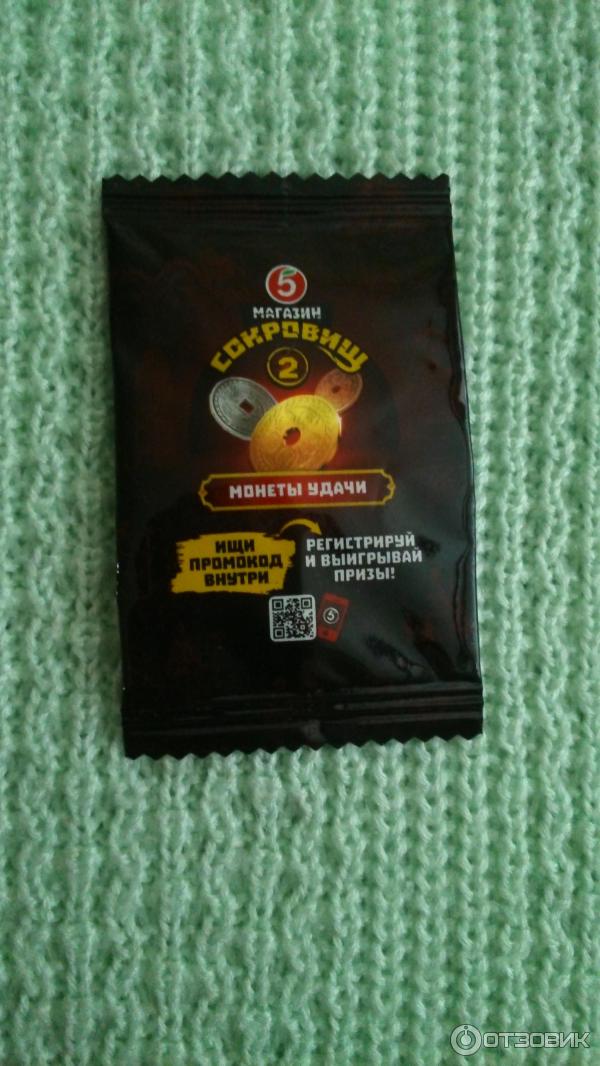 5
МАГАЗИН
СОКРОВИЩ
2
МОНЕТЫ УДАЧИ
ИЩИ
ПРОМОКОД
ВНУТРИ
РЕГИСТРИРУЙ
И ВЫИГРЫВАЙ
ПРИЗЫ!
5
ОТЗОВИК